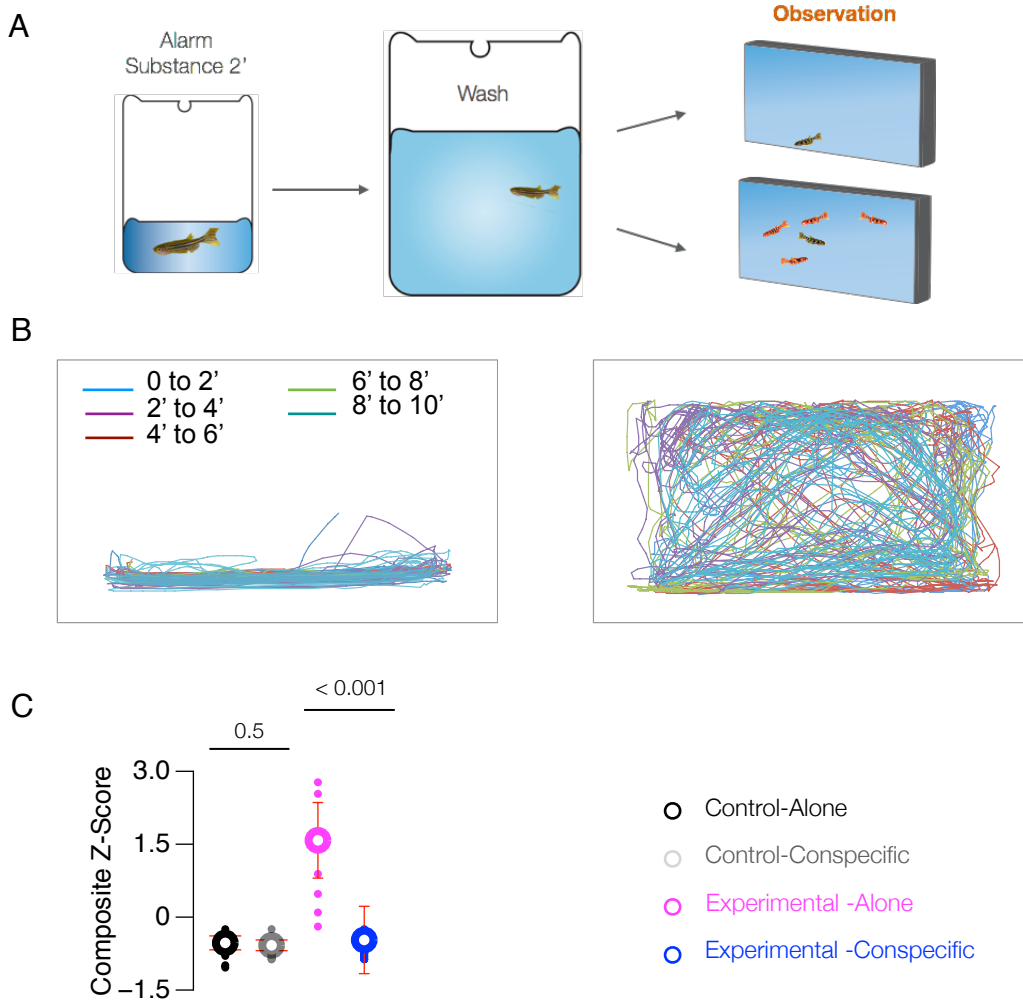 A
Alarm
Substance 2’
Wash
Observation
B
0 to 2’
2’ to 4’
4’ to 6’
6’ to 8’
8’ to 10’
C
0.5
< 0.001
Composite Z-Score
3.0
1.5
0
−1.5
Control-Alone
Control-Conspecific
Experimental -Alone
Experimental -Conspecific